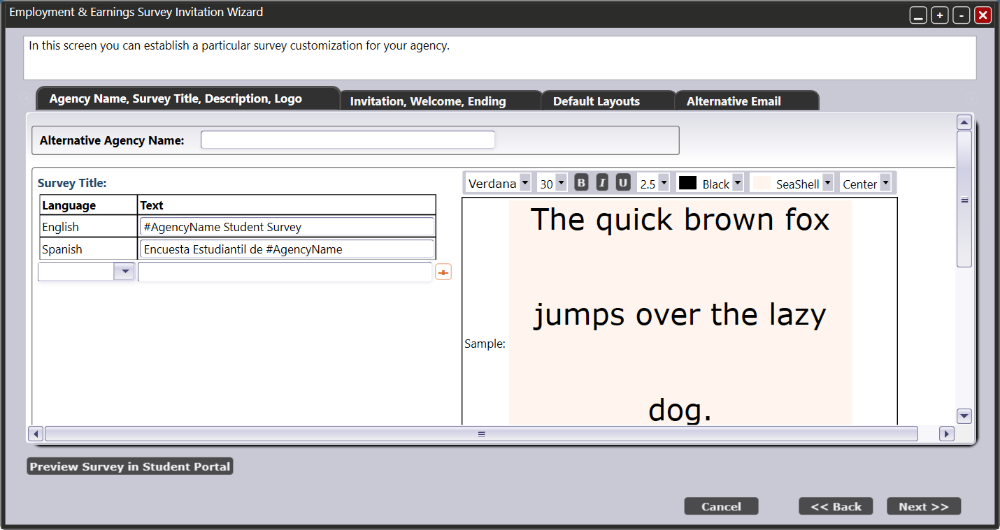 Employment & Earnings Survey Invitation Wizard
In this screen you can establish a particular survey customization for your agency.
Agency Name, Survey Title, Description, Logo
Invitation, Welcome, Ending
Default Layouts
Alternative Email
Alternative Agency Name:
Survey Title:
Language Text
English #AgencyName Student Survey
Spanish Encuesta Estudiantil de #AgencyName
Verdana 30 B I U 2.5 Black SeaShell Center
The quick brown fox
jumps over the lazy
Sample:
dog.
Preview Survey in Student Portal
Cancel << Back Next >>